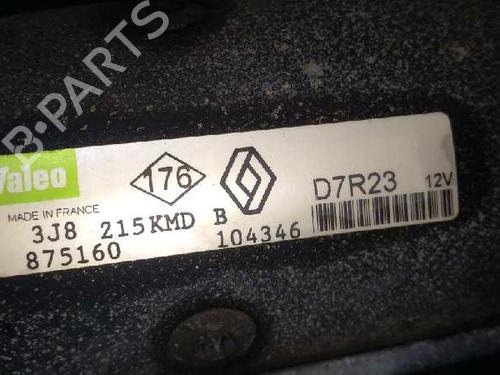 B-PARTS
Valeo
176
D7R23 12V
MADE IN FRANCE
3J8 215KMD B
875160 104346